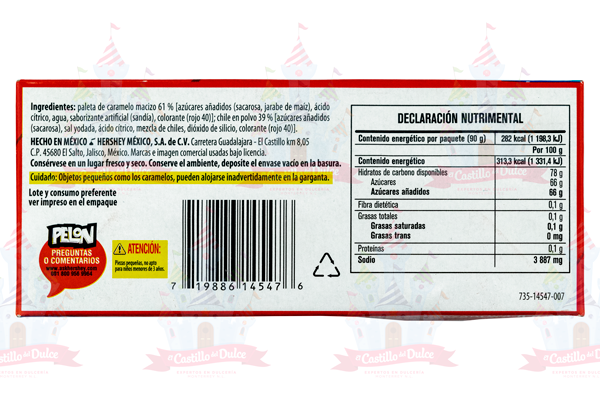 Ingredientes: paleta de caramelo macizo 61 % [azúcares añadidos (sacarosa, jarabe de maíz), ácido
cítrico, agua, saborizante artificial (sandía), colorante (rojo 40)]; chile en polvo 39 % [azúcares añadidos
(sacarosa), sal yodada, ácido cítrico, mezcla de chiles, dióxido de silicio, colorante (rojo 40)].
HECHO EN MÉXICO HERSHEY MÉXICO, S.A. de C.V. Carretera Guadalajara - El Castillo km 8,05
C.P. 45680 El Salto, Jalisco, México. Marcas e imagen comercial usadas bajo licencia.
Consérvese en un lugar fresco y seco. Conserve el ambiente, deposite el envase vacío en la basura.
Cuidado: Objetos pequeños como los caramelos, pueden alojarse inadvertidamente en la garganta.
Lote y consumo preferente
ver impreso en el empaque
PELON
PREGUNTAS
O COMENTARIOS
¡ATENCIÓN!
Piezas pequeñas, no apto
para niños menores de 3 años.
7 19886 14547 6
DECLARACIÓN NUTRIMENTAL
Contenido energético por paquete (90 g) 282 kcal (1 198,3 kJ)
Por 100 g
Contenido energético 313,3 kcal (1 331,4 kJ)
Hidratos de carbono disponibles 78 g
Azúcares 66 g
Azúcares añadidos 66 g
Fibra dietética 0,1 g
Grasas totales 0,1 g
Grasas saturadas 0,1 g
Grasas trans 0 mg
Proteínas 0,1 g
Sodio 3 887 mg
735-14547-007
El Castillo del Dulce
El Castillo del Dulce
El Castillo del Dulce